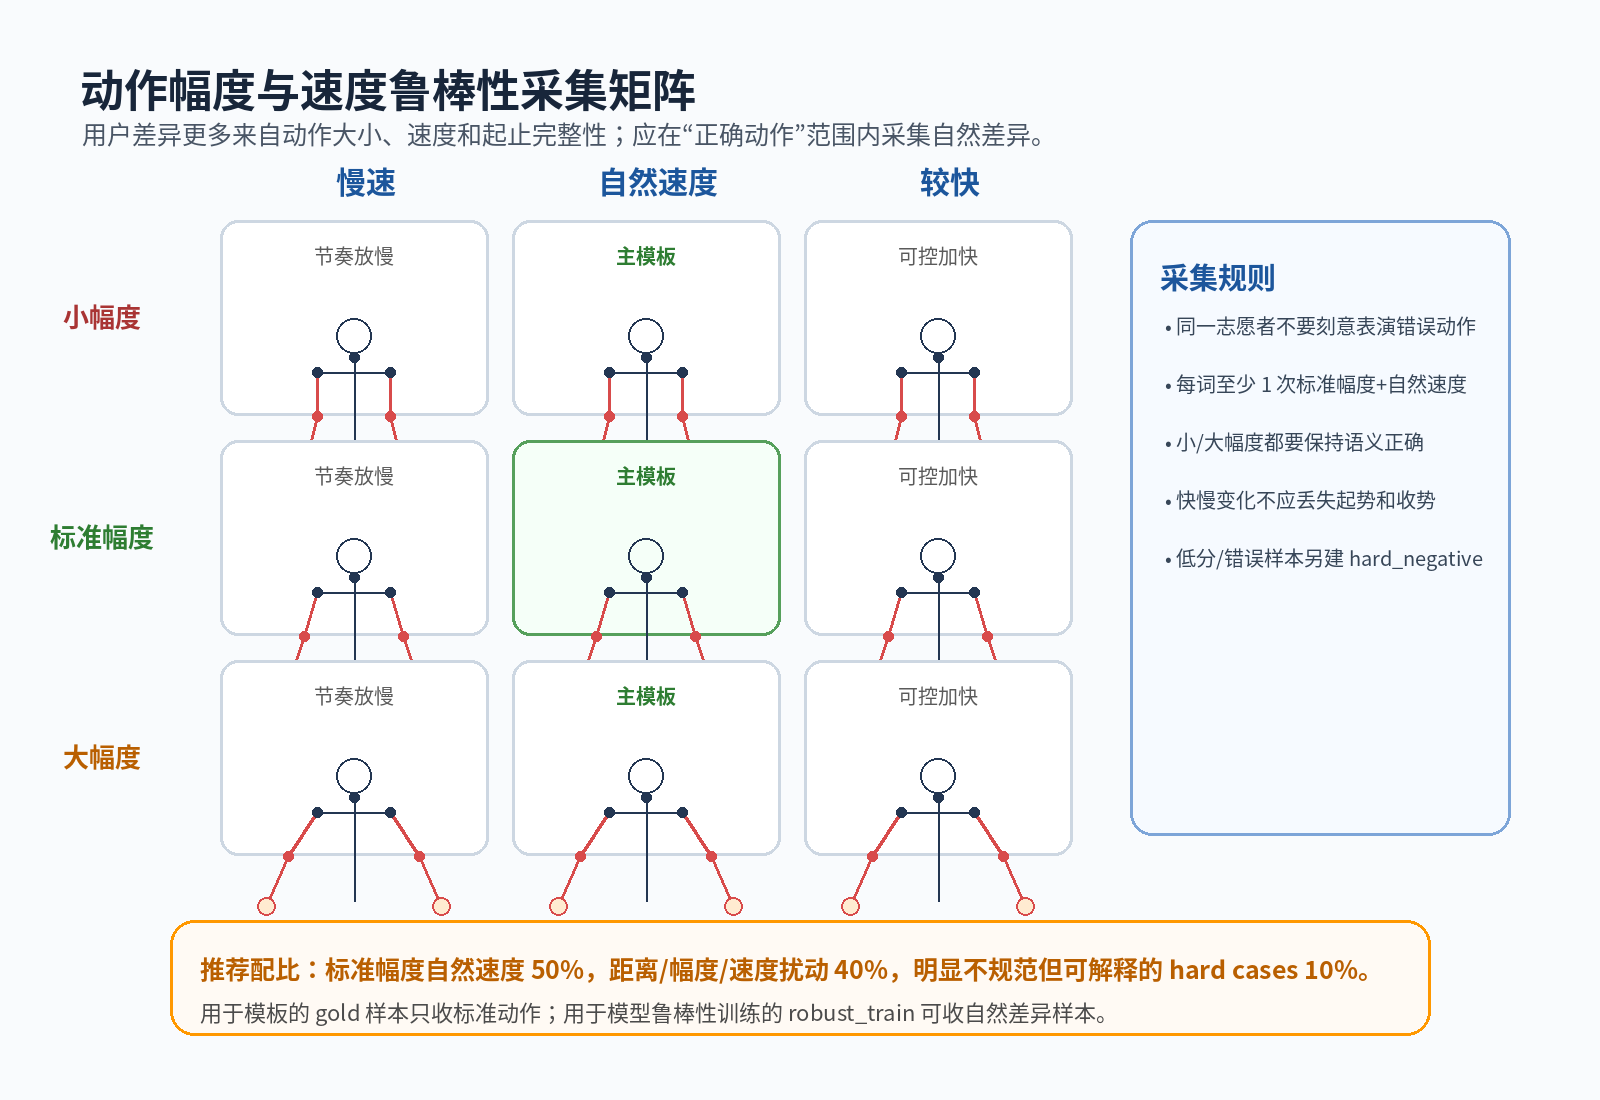 动作幅度与速度鲁棒性采集矩阵
用户差异更多来自动作大小、速度和起止完整性；应在“正确动作”范围内采集自然差异。
慢速
自然速度
较快
小幅度
节奏放慢
主模板
可控加快
标准幅度
节奏放慢
主模板
可控加快
大幅度
节奏放慢
主模板
可控加快
采集规则
• 同一志愿者不要刻意表演错误动作
• 每词至少 1 次标准幅度+自然速度
• 小/大幅度都要保持语义正确
• 快慢变化不应丢失起势和收势
• 低分/错误样本另建 hard_negative
推荐配比：标准幅度自然速度 50%，距离/幅度/速度扰动 40%，明显不规范但可解释的 hard cases 10%。
用于模板的 gold 样本只收标准动作；用于模型鲁棒性训练的 robust_train 可收自然差异样本。